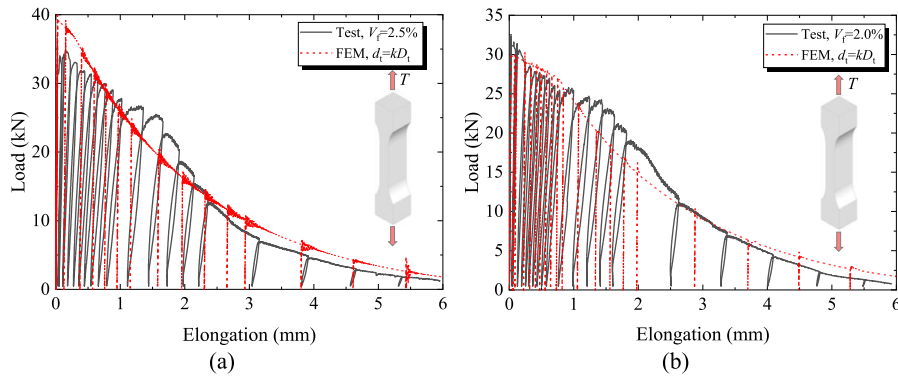 Test, Vf=2.5%
FEM, dt=kDt
T
Load (kN)
40
30
20
10
0
0 1 2 3 4 5 6
Elongation (mm)
(a)
Test, Vf=2.0%
FEM, dt=kDt
T
Load (kN)
35
30
25
20
15
10
5
0
0 1 2 3 4 5 6
Elongation (mm)
(b)